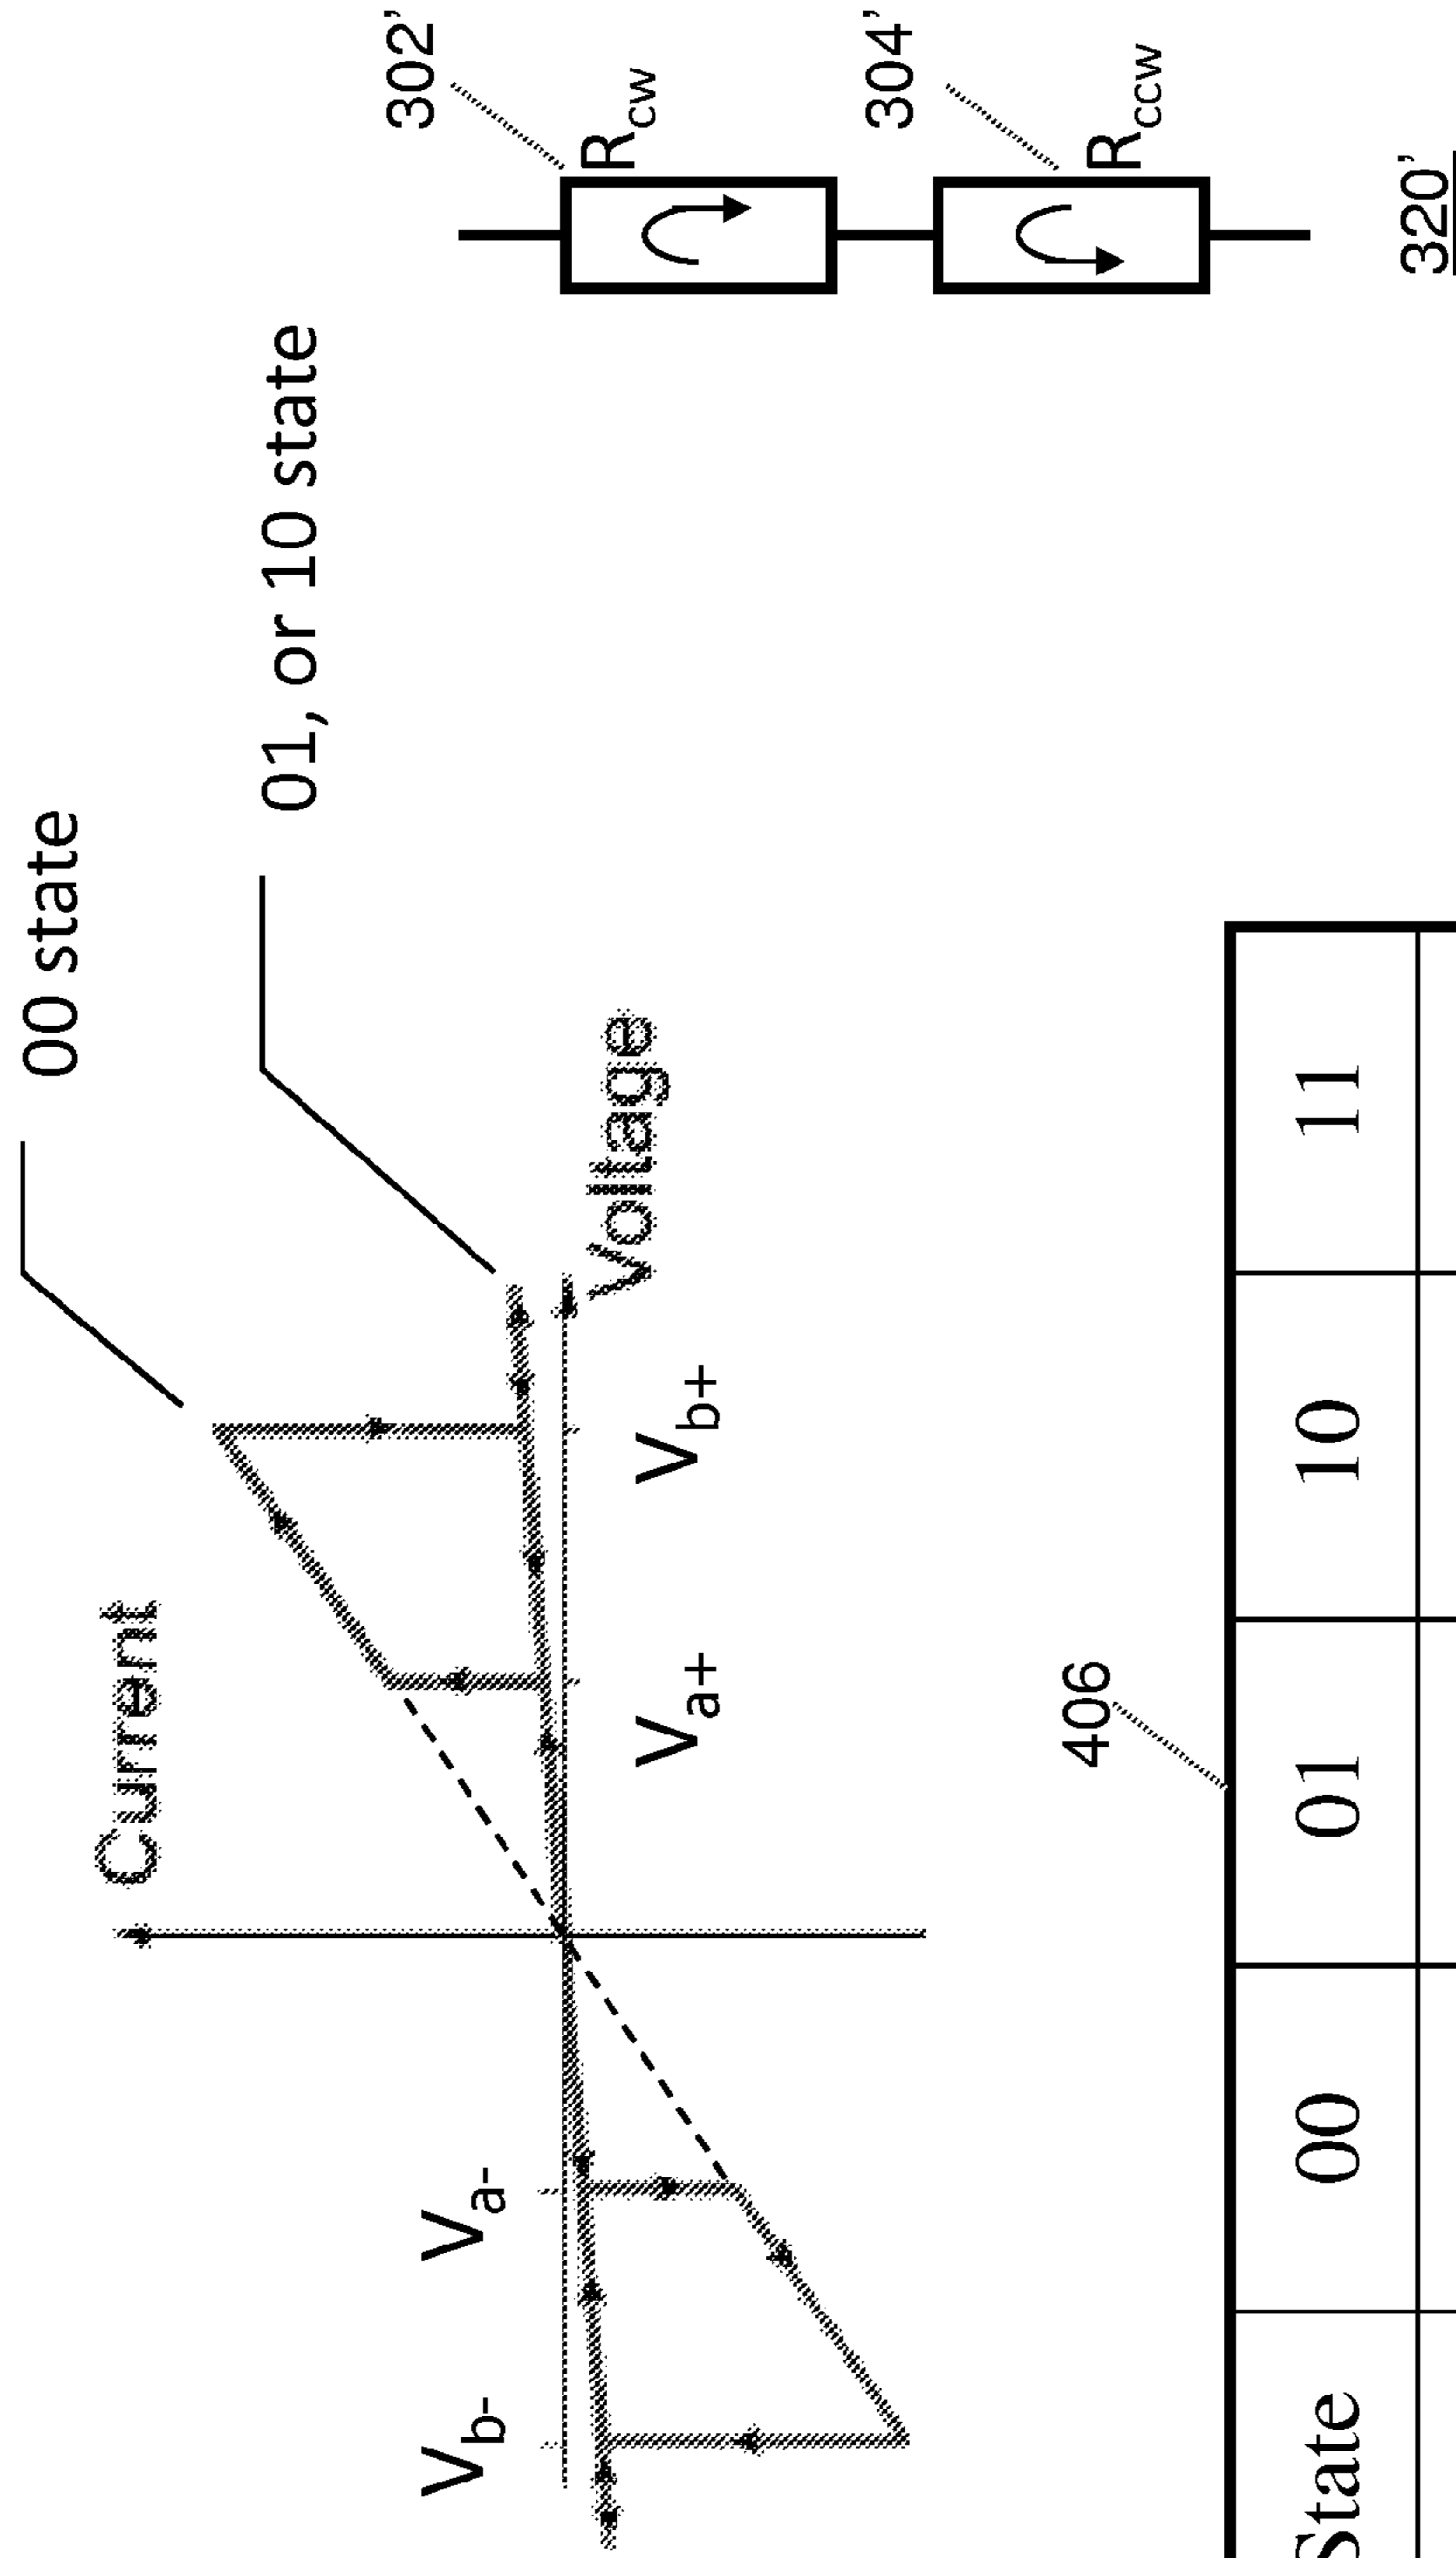 00 state
01, or 10 state
Current
Voltage
Vb-
Va-
Va+
Vb+
302’
Rcw
304’
Rccw
320’
406
State 00 01 10 11